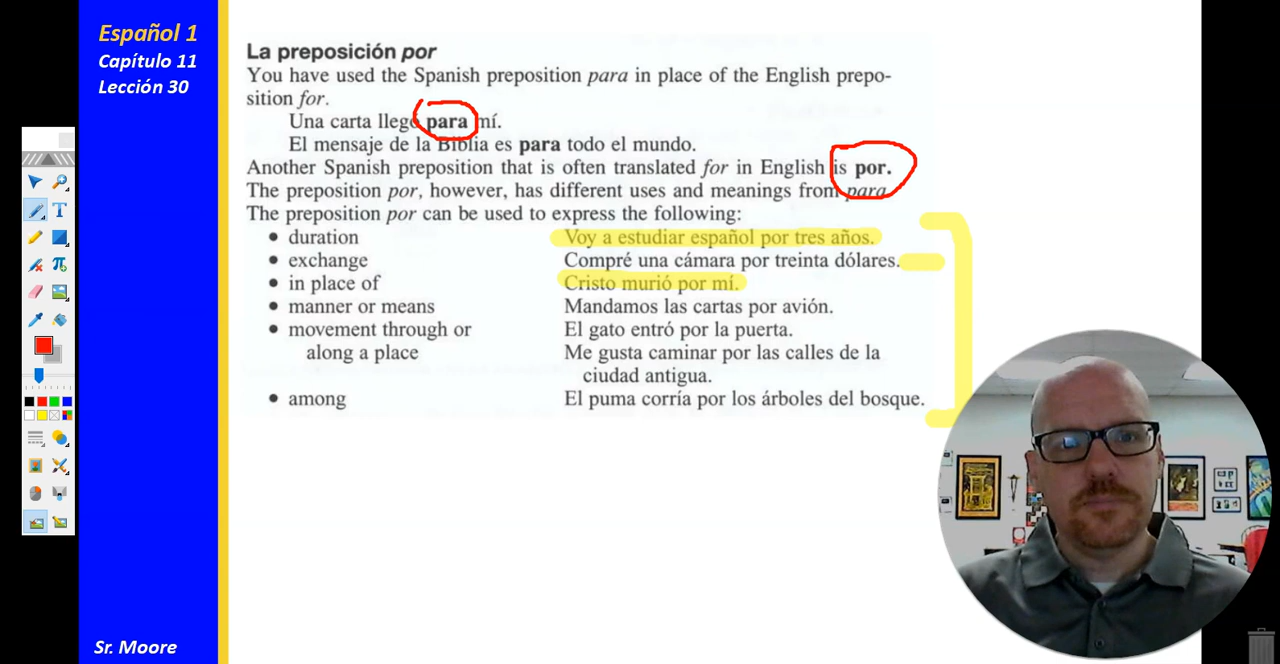 Español 1
Capítulo 11
Lección 30
La preposición por
You have used the Spanish preposition para in place of the English prepo-
sition for.
Una carta llegó para mí.
El mensaje de la Biblia es para todo el mundo.
Another Spanish preposition that is often translated for in English is por.
The preposition por, however, has different uses and meanings from para.
The preposition por can be used to express the following:
• duration Voy a estudiar español por tres años.
• exchange Compré una cámara por treinta dólares.
• in place of Cristo murió por mí.
• manner or means Mandamos las cartas por avión.
• movement through or El gato entró por la puerta.
along a place Me gusta caminar por las calles de la
ciudad antigua.
• among El puma corría por los árboles del bosque.
Sr. Moore